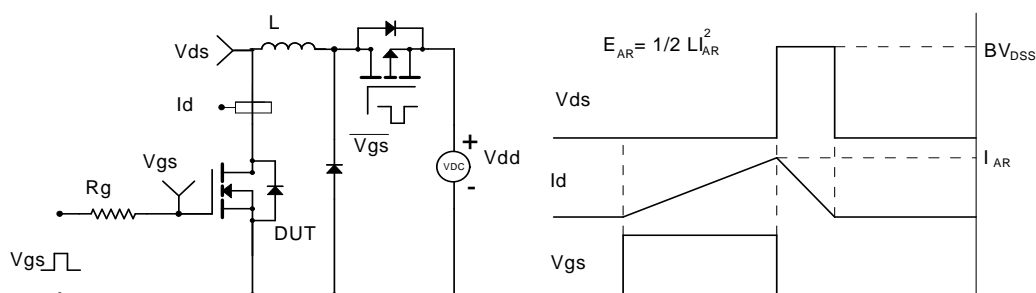 L
Vds
Id
Vgs
Rg
DUT
Vgs
Vgs
+
VDC
-
Vdd
E_AR = 1/2 LI²_AR
BV_DSS
Vds
I_AR
Id
Vgs